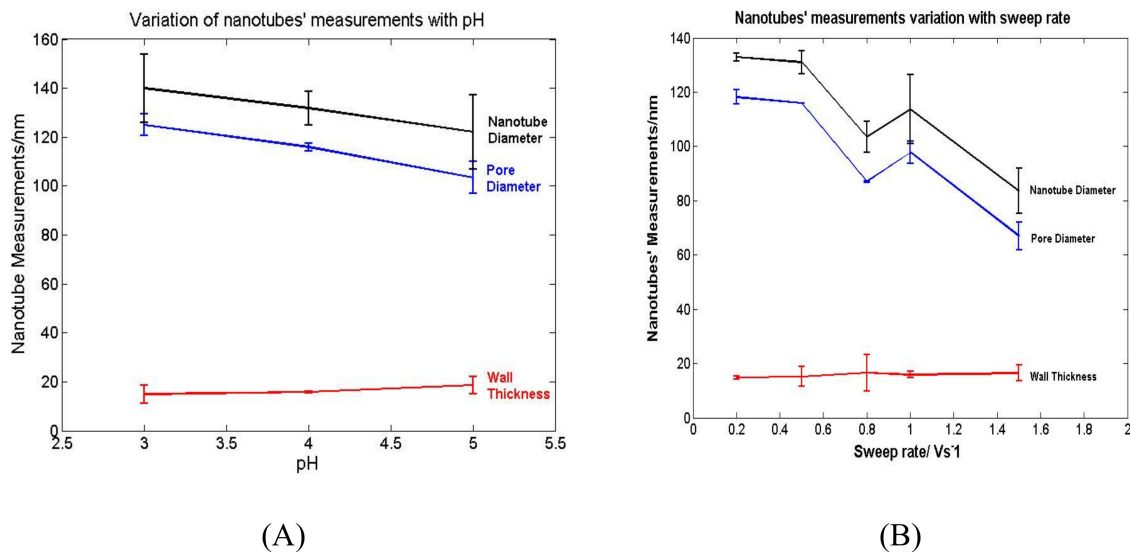 Variation of nanotubes' measurements with pH
160
140
120
100
80
60
40
20
0
Nanotube Measurements/nm
Nanotube
Diameter
Pore
Diameter
Wall
Thickness
2.5 3 3.5 4 4.5 5 5.5
pH
(A)
Nanotubes' measurements variation with sweep rate
140
120
100
80
60
40
20
0
Nanotubes' Measurements/nm
Nanotube Diameter
Pore Diameter
Wall Thickness
0 0.2 0.4 0.6 0.8 1 1.2 1.4 1.6 1.8 2
Sweep rate/ Vs-1
(B)